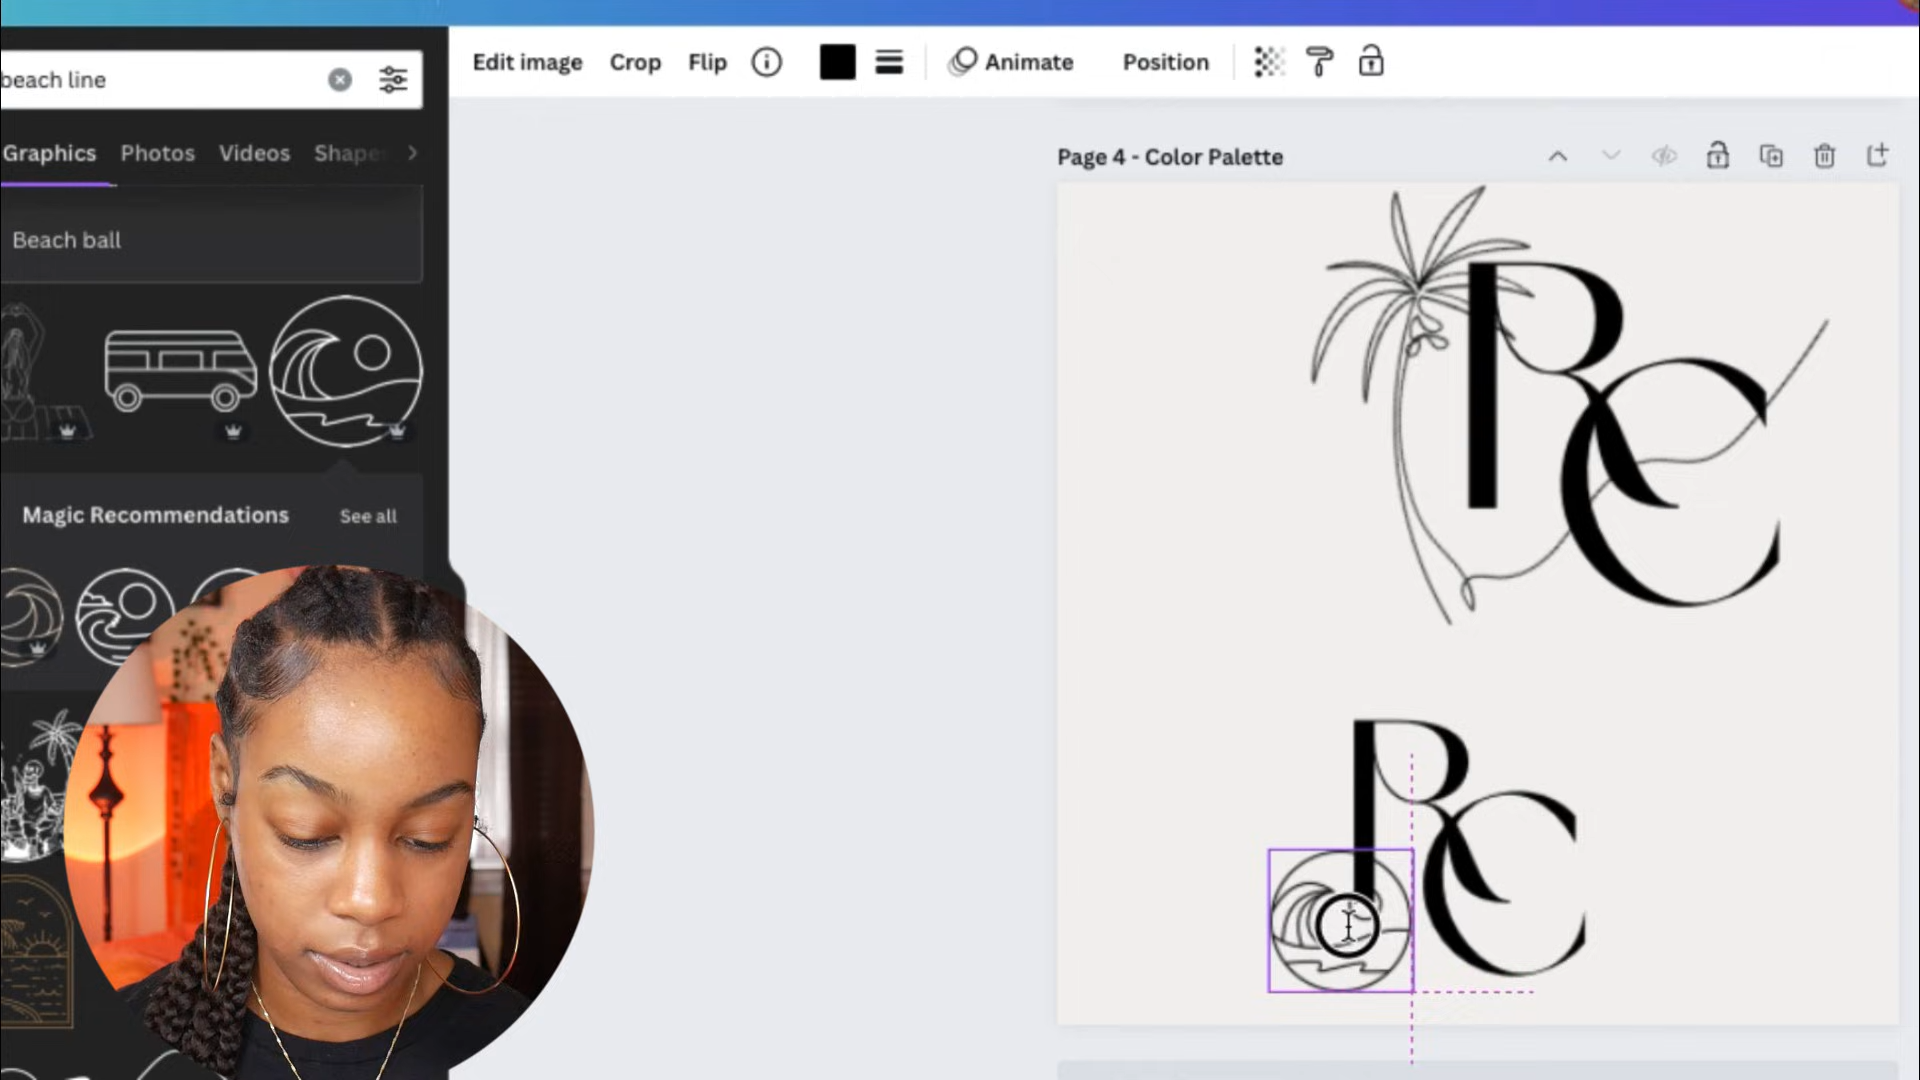 Edit image Crop Flip Animate Position
beach line
Graphics Photos Videos Shape
Beach ball
Magic Recommendations See all
Page 4 - Color Palette
RC
RC